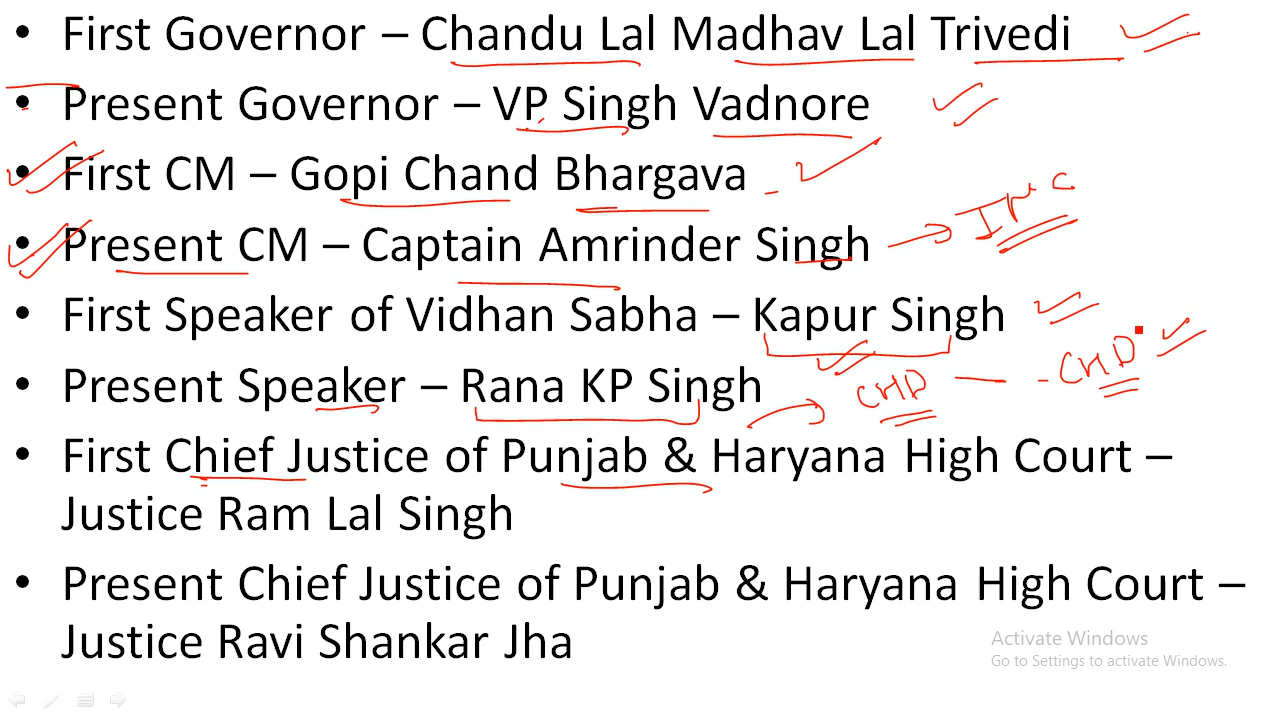 • First Governor – Chandu Lal Madhav Lal Trivedi
• Present Governor – VP Singh Vadnore
• First CM – Gopi Chand Bhargava
• Present CM – Captain Amrinder Singh
• First Speaker of Vidhan Sabha – Kapur Singh
• Present Speaker – Rana KP Singh
CHD — - CHD
• First Chief Justice of Punjab & Haryana High Court –
Justice Ram Lal Singh
• Present Chief Justice of Punjab & Haryana High Court –
Justice Ravi Shankar Jha
Activate Windows
Go to Settings to activate Windows.